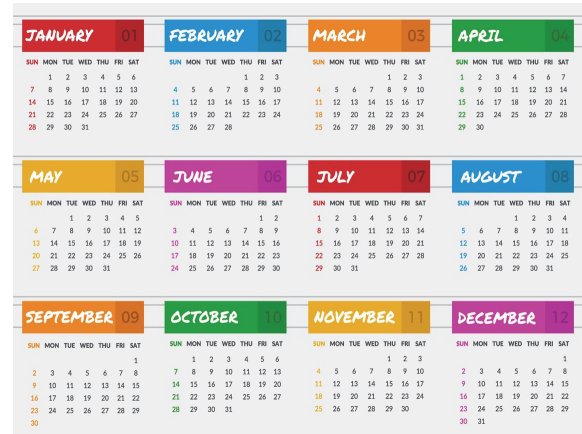 JANUARY 01
SUN MON TUE WED THU FRI SAT
1 2 3 4 5 6
7 8 9 10 11 12 13
14 15 16 17 18 19 20
21 22 23 24 25 26 27
28 29 30 31
FEBRUARY 02
SUN MON TUE WED THU FRI SAT
1 2 3
4 5 6 7 8 9 10
11 12 13 14 15 16 17
18 19 20 21 22 23 24
25 26 27 28
MARCH 03
SUN MON TUE WED THU FRI SAT
1 2 3
4 5 6 7 8 9 10
11 12 13 14 15 16 17
18 19 20 21 22 23 24
25 26 27 28 29 30 31
APRIL 04
SUN MON TUE WED THU FRI SAT
1 2 3 4 5 6 7
8 9 10 11 12 13 14
15 16 17 18 19 20 21
22 23 24 25 26 27 28
29 30
MAY 05
SUN MON TUE WED THU FRI SAT
1 2 3 4 5
6 7 8 9 10 11 12
13 14 15 16 17 18 19
20 21 22 23 24 25 26
27 28 29 30 31
JUNE 06
SUN MON TUE WED THU FRI SAT
1 2
3 4 5 6 7 8 9
10 11 12 13 14 15 16
17 18 19 20 21 22 23
24 25 26 27 28 29 30
JULY 07
SUN MON TUE WED THU FRI SAT
1 2 3 4 5 6 7
8 9 10 11 12 13 14
15 16 17 18 19 20 21
22 23 24 25 26 27 28
29 30 31
AUGUST 08
SUN MON TUE WED THU FRI SAT
1 2 3 4
5 6 7 8 9 10 11
12 13 14 15 16 17 18
19 20 21 22 23 24 25
26 27 28 29 30 31
SEPTEMBER 09
SUN MON TUE WED THU FRI SAT
1
2 3 4 5 6 7 8
9 10 11 12 13 14 15
16 17 18 19 20 21 22
23 24 25 26 27 28 29
30
OCTOBER 10
SUN MON TUE WED THU FRI SAT
1 2 3 4 5 6
7 8 9 10 11 12 13
14 15 16 17 18 19 20
21 22 23 24 25 26 27
28 29 30 31
NOVEMBER 11
SUN MON TUE WED THU FRI SAT
1 2 3
4 5 6 7 8 9 10
11 12 13 14 15 16 17
18 19 20 21 22 23 24
25 26 27 28 29 30
DECEMBER 12
SUN MON TUE WED THU FRI SAT
1
2 3 4 5 6 7 8
9 10 11 12 13 14 15
16 17 18 19 20 21 22
23 24 25 26 27 28 29
30 31